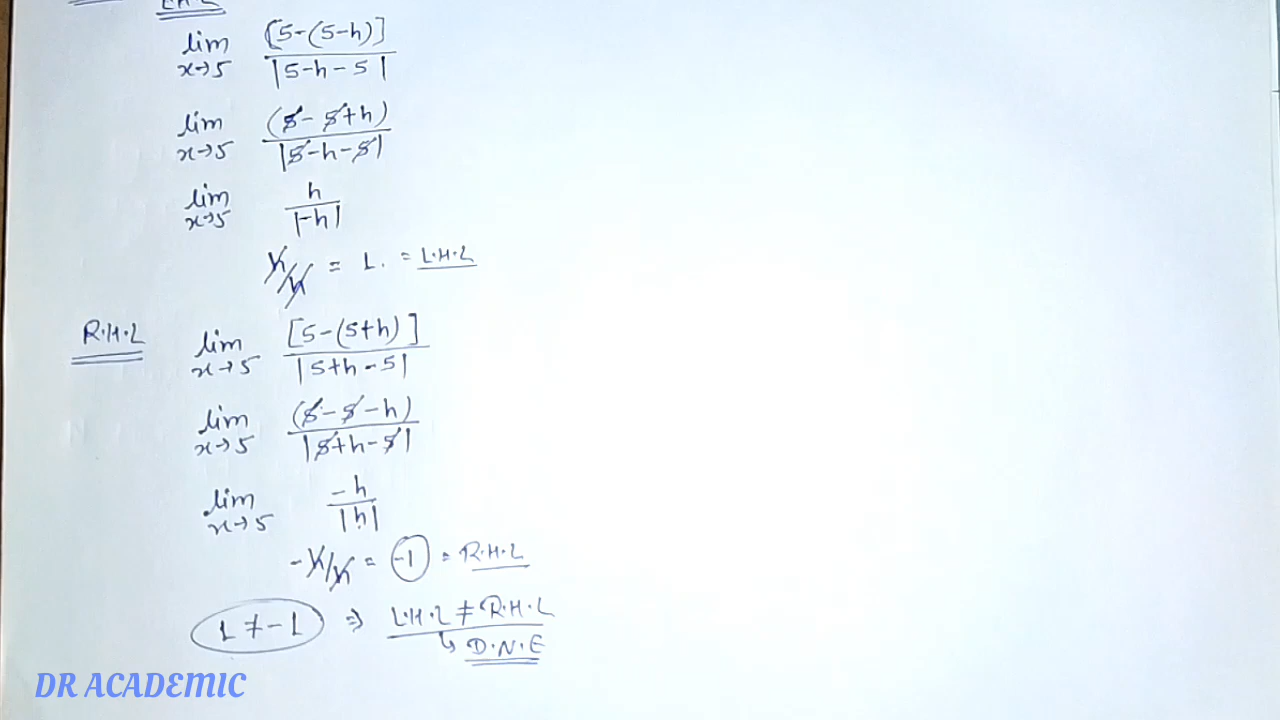 L.H.L
lim x→5 [5-(5-h)] / |5-h-5|
lim x→5 (5-5+h) / |5-h-5|
lim x→5 h / |-h|
h/h = 1. = L.H.L
R.H.L lim x→5 [5-(5+h)] / |5+h-5|
lim x→5 (5-5-h) / |5+h-5|
lim x→5 -h / |h|
-h/h = -1 = R.H.L
1 ≠ -1 ⇒ L.H.L ≠ R.H.L
↳ D.N.E
DR ACADEMIC